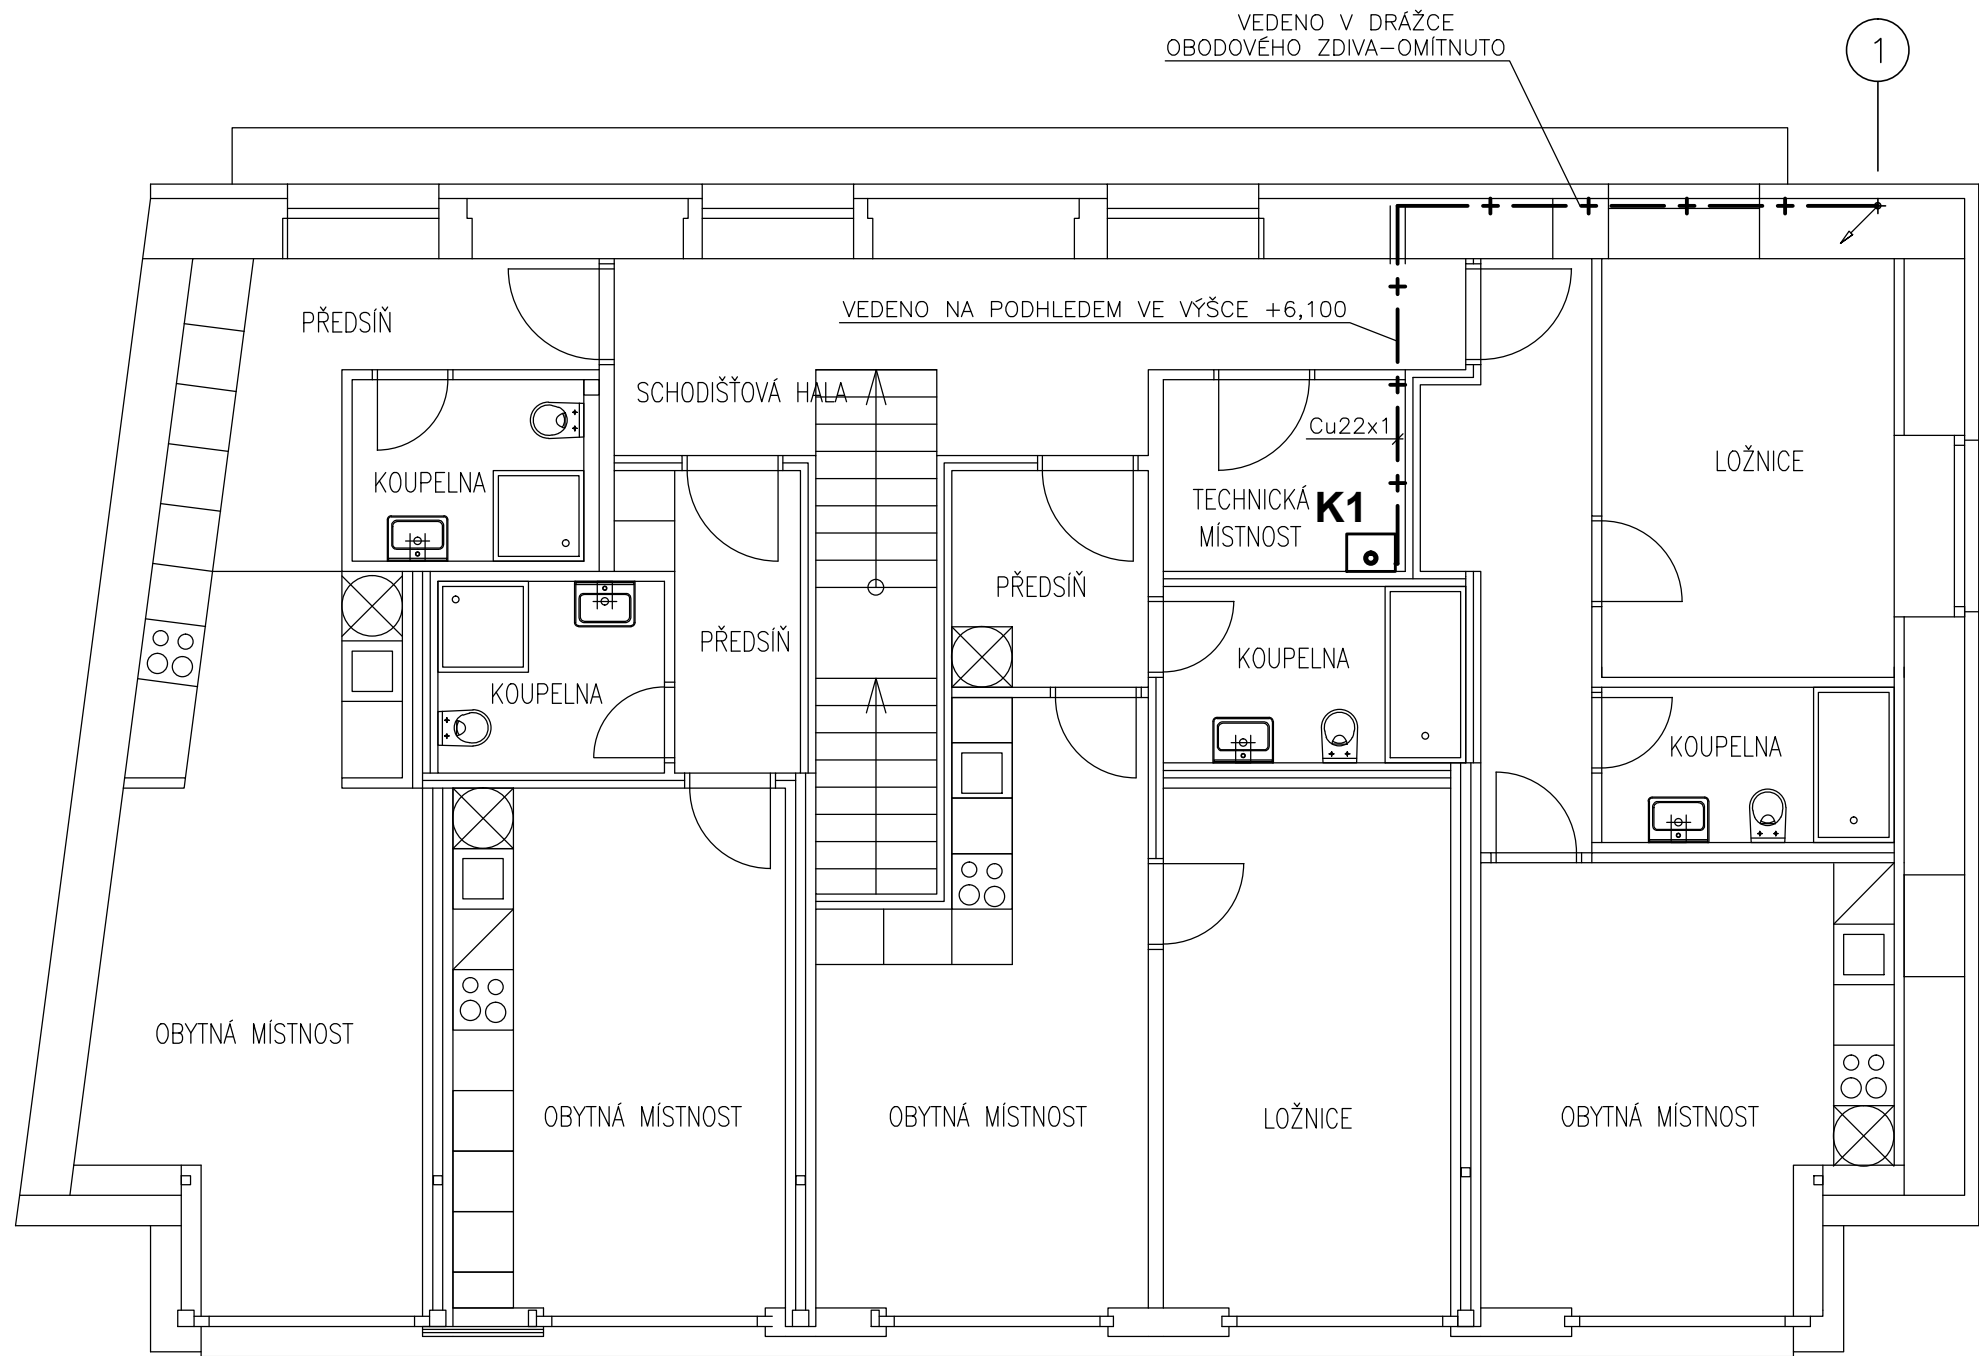 VEDENO V DRÁŽCE
OBODOVÉHO ZDIVA-OMÍTNUTO
1
VEDENO NA PODHLEDEM VE VÝŠCE +6,100
PŘEDSÍŇ
SCHODIŠŤOVÁ HALA
Cu22x1
LOŽNICE
KOUPELNA
TECHNICKÁ
MÍSTNOST
K1
PŘEDSÍŇ
PŘEDSÍŇ
KOUPELNA
KOUPELNA
KOUPELNA
OBYTNÁ MÍSTNOST
OBYTNÁ MÍSTNOST
OBYTNÁ MÍSTNOST
LOŽNICE
OBYTNÁ MÍSTNOST